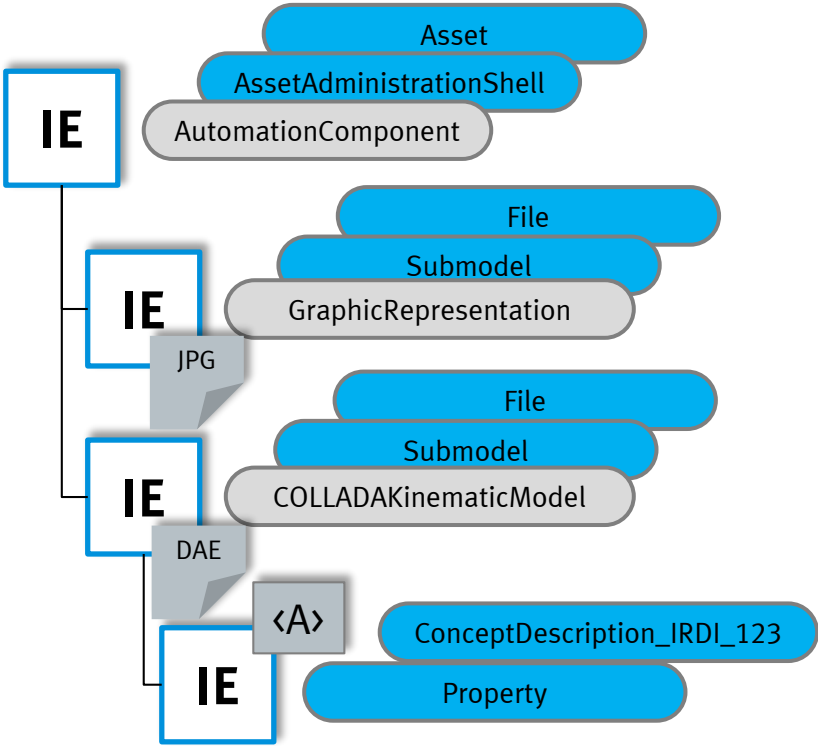 Asset
AssetAdministrationShell
IE
AutomationComponent
File
Submodel
IE
GraphicRepresentation
JPG
File
Submodel
IE
COLLADAKinematicModel
DAE
<A>
ConceptDescription_IRDI_123
IE
Property